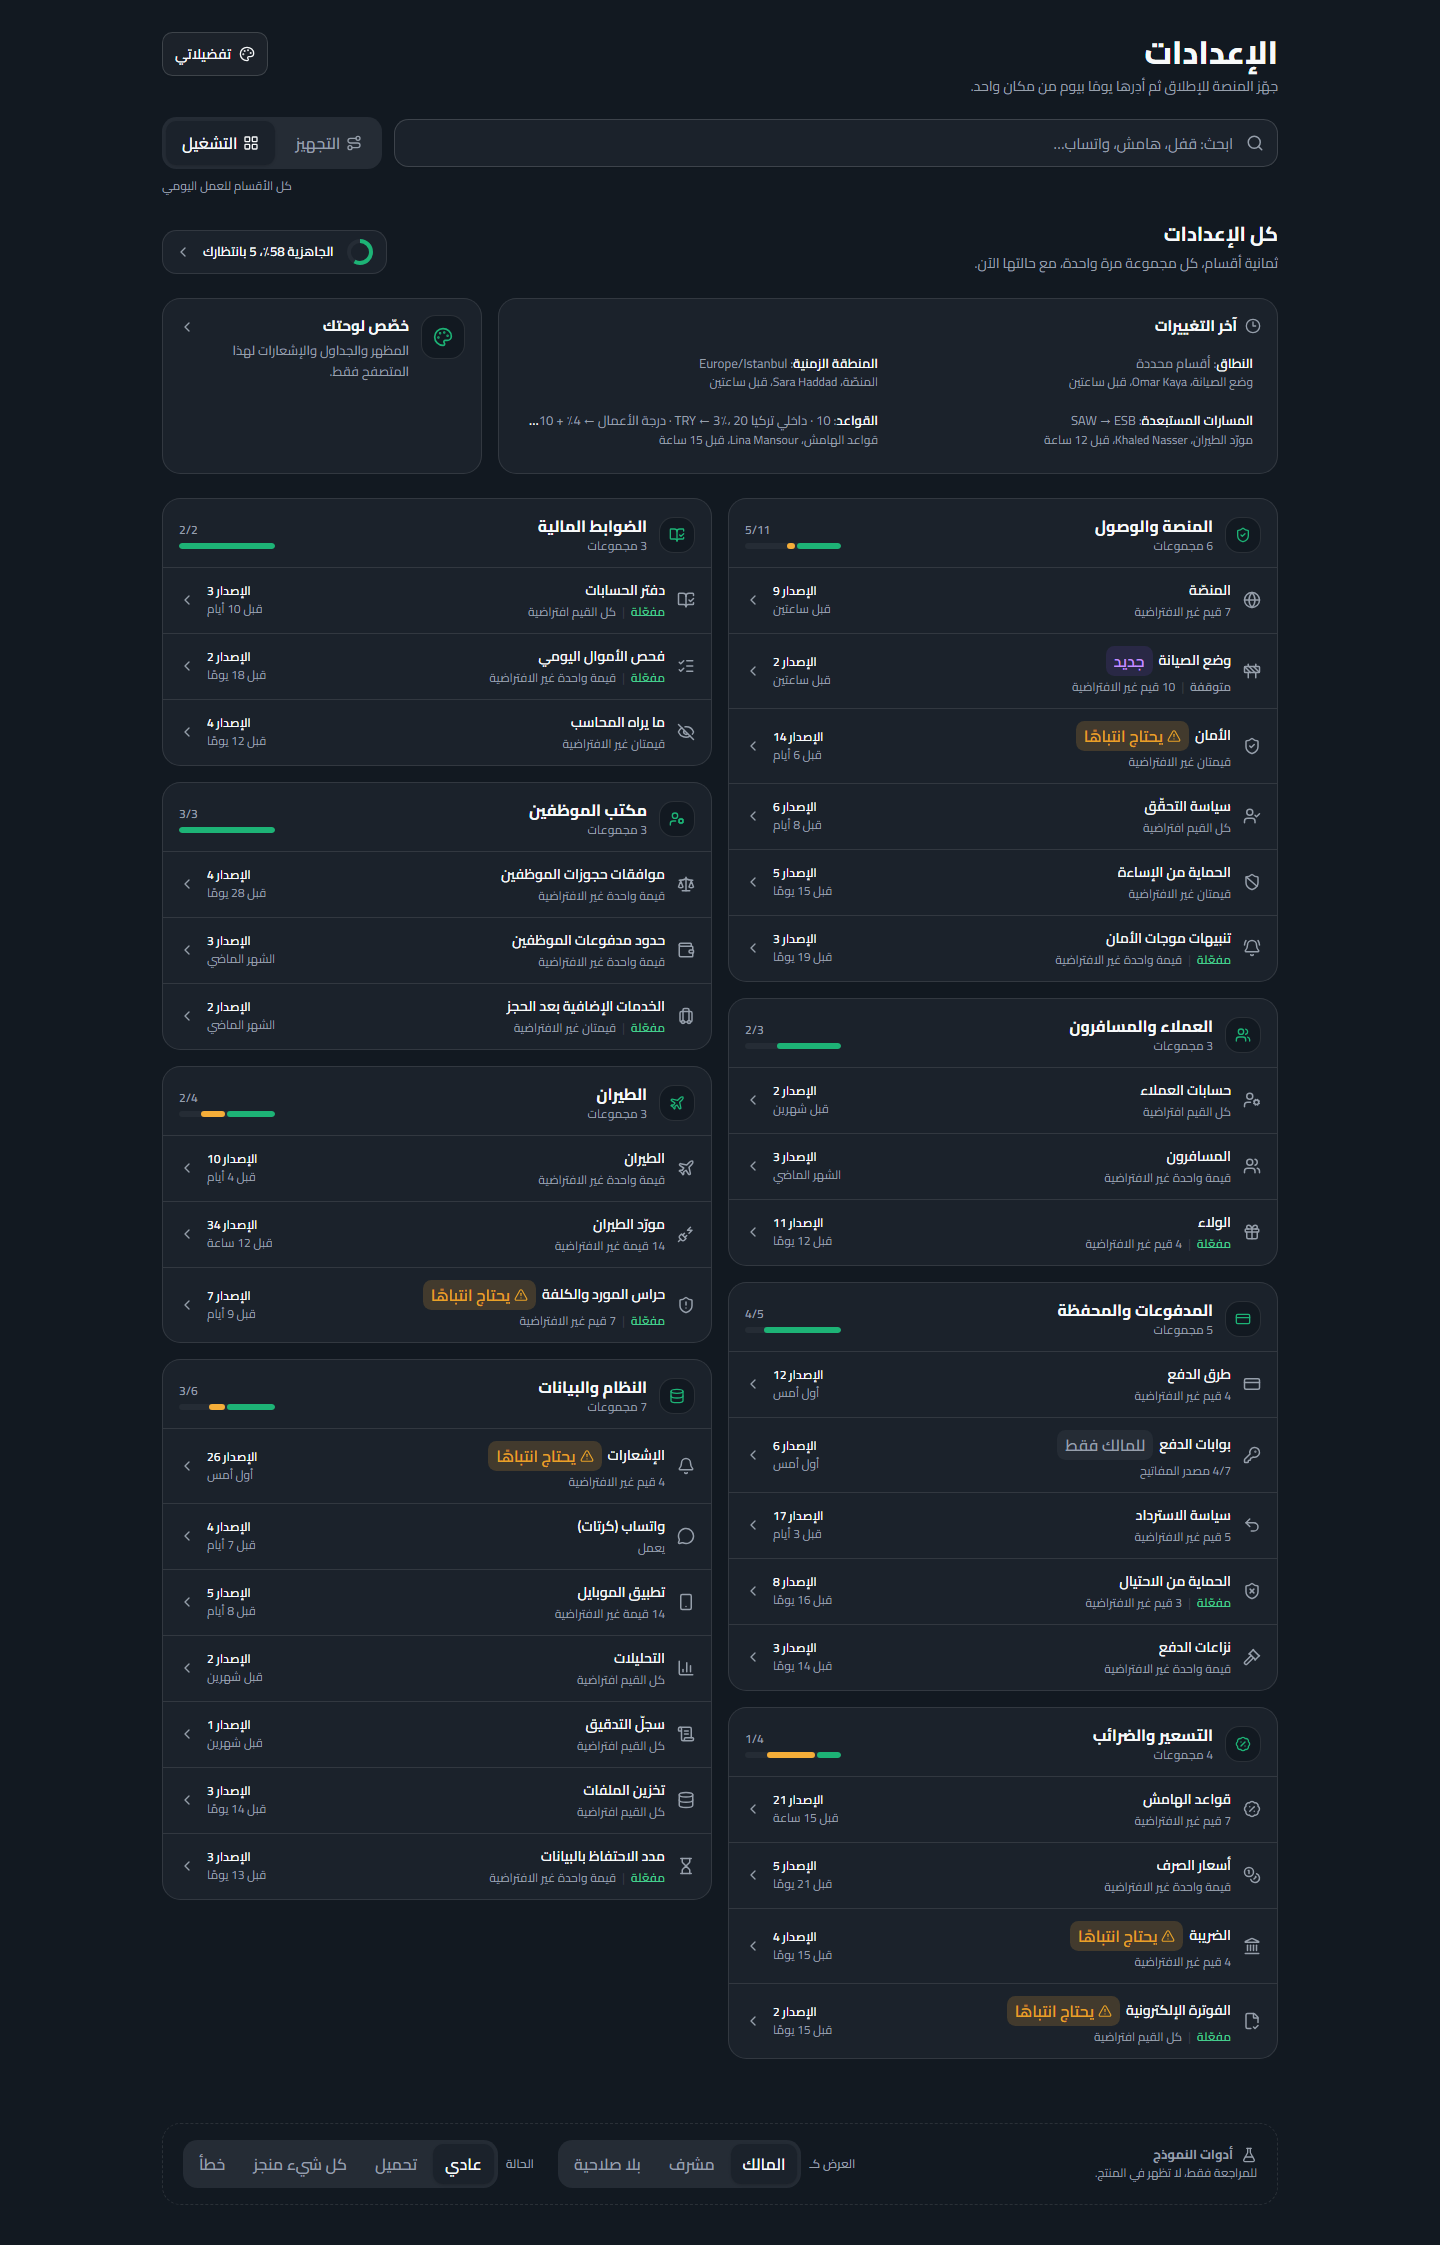 الإعدادات
جهّز المنصة للإطلاق ثم أدِرها يومًا بيوم من مكان واحد.
تفضيلاتي
ابحث: قفل، هامش، واتساب...
التجهيز
التشغيل
كل الأقسام للعمل اليومي
كل الإعدادات
ثمانية أقسام، كل مجموعة مرة واحدة، مع حالتها الآن.
الجاهزية 58٪، 5 بانتظارك
آخر التغييرات
النطاق: أقسام محددة
وضع الصيانة، Omar Kaya، قبل ساعتين
المنطقة الزمنية: Europe/Istanbul
المنصّة، Sara Haddad، قبل ساعتين
المسارات المستبعدة: SAW → ESB
مورّد الطيران، Khaled Nasser، قبل 12 ساعة
القواعد: 10 · داخلي تركيا 20 ،3٪ ← TRY · درجة الأعمال ← 4٪ + 10...
قواعد الهامش، Lina Mansour، قبل 15 ساعة
خصّص لوحتك
المظهر والجداول والإشعارات لهذا
المتصفح فقط.
المنصة والوصول
6 مجموعات
5/11
المنصّة
7 قيم غير الافتراضية
الإصدار 9
قبل ساعتين
وضع الصيانة
جديد
متوقفة | 10 قيم غير الافتراضية
الإصدار 2
قبل ساعتين
الأمان
يحتاج انتباهًا
قيمتان غير الافتراضية
الإصدار 14
قبل 6 أيام
سياسة التحقّق
كل القيم افتراضية
الإصدار 6
قبل 8 أيام
الحماية من الإساءة
قيمتان غير الافتراضية
الإصدار 5
قبل 15 يومًا
تنبيهات موجات الأمان
مفعّلة | قيمة واحدة غير الافتراضية
الإصدار 3
قبل 19 يومًا
العملاء والمسافرون
3 مجموعات
2/3
حسابات العملاء
كل القيم افتراضية
الإصدار 2
قبل شهرين
المسافرون
قيمة واحدة غير الافتراضية
الإصدار 3
الشهر الماضي
الولاء
مفعّلة | 4 قيم غير الافتراضية
الإصدار 11
قبل 12 يومًا
المدفوعات والمحفظة
5 مجموعات
4/5
طرق الدفع
4 قيم غير الافتراضية
الإصدار 12
أول أمس
بوابات الدفع
للمالك فقط
4/7 مصدر المفاتيح
الإصدار 6
أول أمس
سياسة الاسترداد
5 قيم غير الافتراضية
الإصدار 17
قبل 3 أيام
الحماية من الاحتيال
مفعّلة | 3 قيم غير الافتراضية
الإصدار 8
قبل 16 يومًا
نزاعات الدفع
قيمة واحدة غير الافتراضية
الإصدار 3
قبل 14 يومًا
التسعير والضرائب
4 مجموعات
1/4
قواعد الهامش
7 قيم غير الافتراضية
الإصدار 21
قبل 15 ساعة
أسعار الصرف
قيمة واحدة غير الافتراضية
الإصدار 5
قبل 21 يومًا
الضريبة
يحتاج انتباهًا
4 قيم غير الافتراضية
الإصدار 4
قبل 15 يومًا
الفوترة الإلكترونية
يحتاج انتباهًا
مفعّلة | كل القيم افتراضية
الإصدار 2
قبل 15 يومًا
الضوابط المالية
3 مجموعات
2/2
دفتر الحسابات
مفعّلة | كل القيم افتراضية
الإصدار 3
قبل 10 أيام
فحص الأموال اليومي
مفعّلة | قيمة واحدة غير الافتراضية
الإصدار 2
قبل 18 يومًا
ما يراه المحاسب
قيمتان غير الافتراضية
الإصدار 4
قبل 12 يومًا
مكتب الموظفين
3 مجموعات
3/3
موافقات حجوزات الموظفين
قيمة واحدة غير الافتراضية
الإصدار 4
قبل 28 يومًا
حدود مدفوعات الموظفين
قيمة واحدة غير الافتراضية
الإصدار 3
الشهر الماضي
الخدمات الإضافية بعد الحجز
مفعّلة | قيمتان غير الافتراضية
الإصدار 2
الشهر الماضي
الطيران
3 مجموعات
2/4
الطيران
قيمة واحدة غير الافتراضية
الإصدار 10
قبل 4 أيام
مورّد الطيران
14 قيمة غير الافتراضية
الإصدار 34
قبل 12 ساعة
حراس المورد والكلفة
يحتاج انتباهًا
مفعّلة | 7 قيم غير الافتراضية
الإصدار 7
قبل 9 أيام
النظام والبيانات
7 مجموعات
3/6
الإشعارات
يحتاج انتباهًا
4 قيم غير الافتراضية
الإصدار 26
أول أمس
واتساب (كرتات)
يعمل
الإصدار 4
قبل 7 أيام
تطبيق الموبايل
14 قيمة غير الافتراضية
الإصدار 5
قبل 8 أيام
التحليلات
كل القيم افتراضية
الإصدار 2
قبل شهرين
سجلّ التدقيق
كل القيم افتراضية
الإصدار 1
قبل شهرين
تخزين الملفات
كل القيم افتراضية
الإصدار 3
قبل 14 يومًا
مدد الاحتفاظ بالبيانات
مفعّلة | قيمة واحدة غير الافتراضية
الإصدار 3
قبل 13 يومًا
أدوات النموذج
للمراجعة فقط، لا تظهر في المنتج.
العرض كـ
المالك
مشرف
بلا صلاحية
الحالة
عادي
تحميل
كل شيء منجز
خطأ